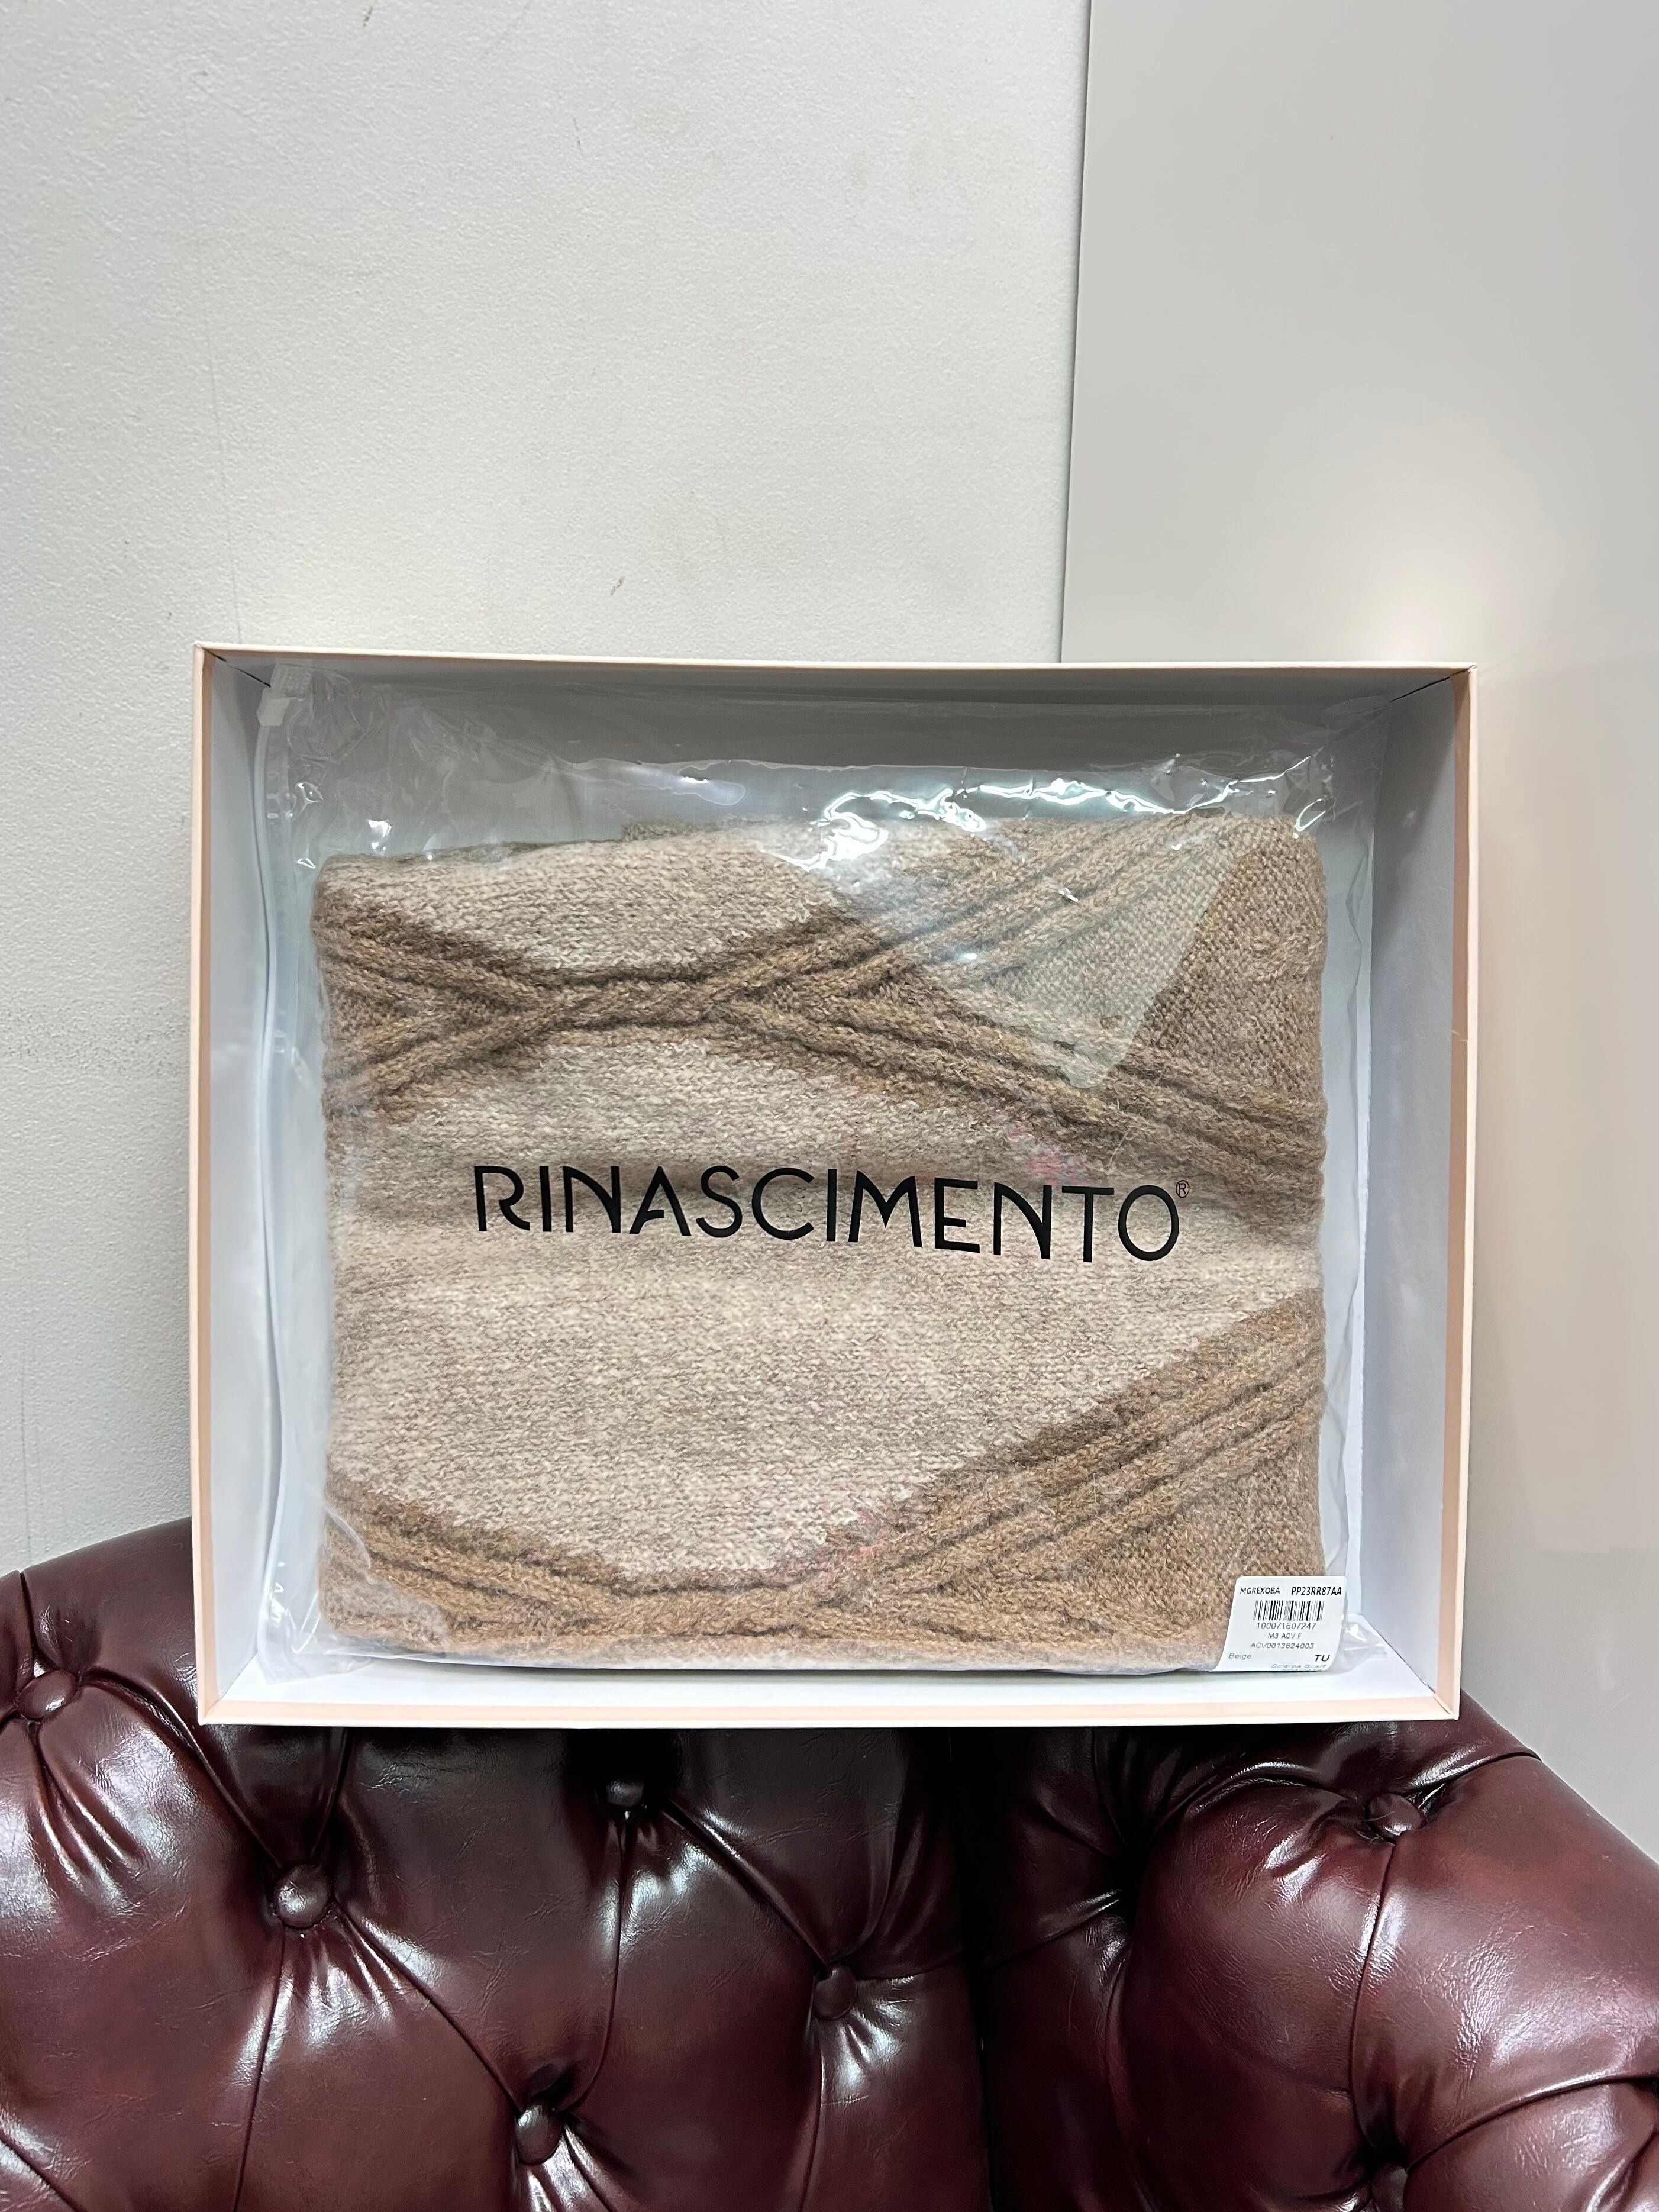 RINASCIMENTO®
MGREXOBA PP23RR87AA
100071607247
M3 ACV F
ACV0013624003
Beige TU